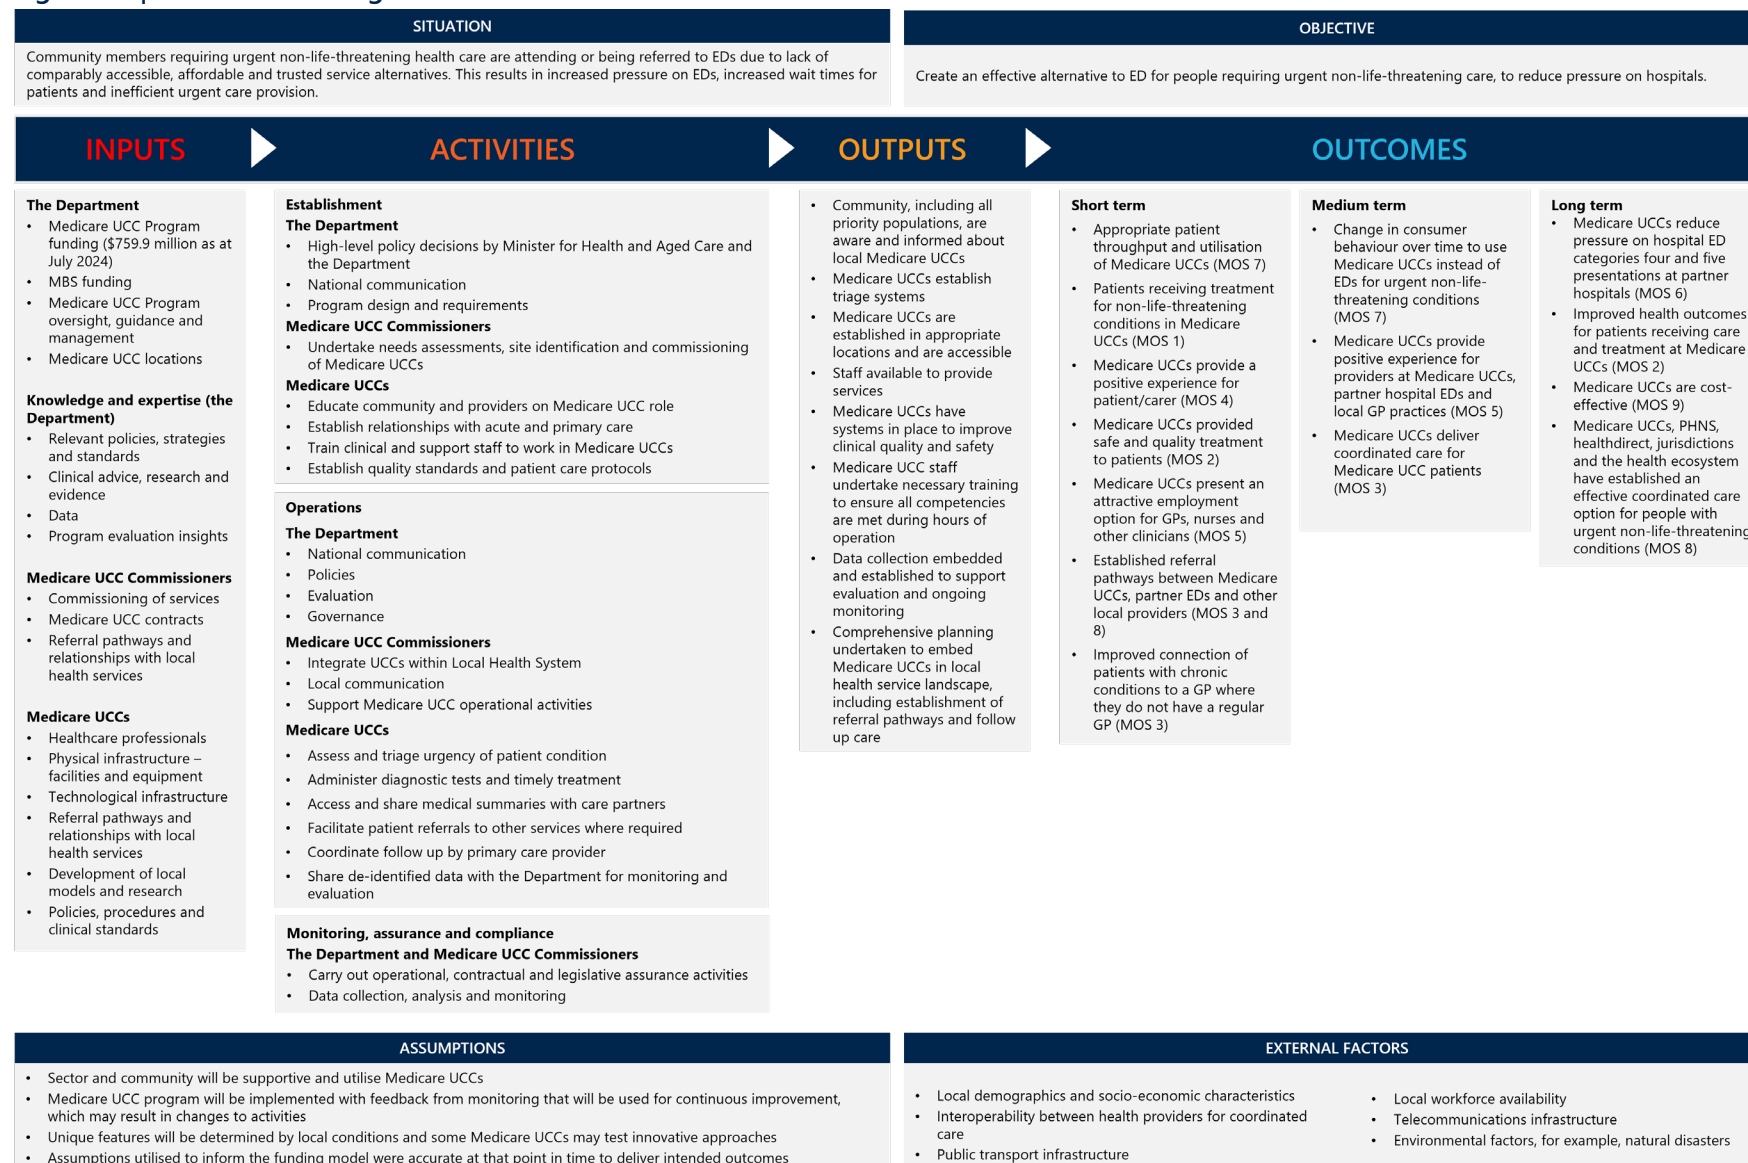 SITUATION
Community members requiring urgent non-life-threatening health care are attending or being referred to EDs due to lack of
comparably accessible, affordable and trusted service alternatives. This results in increased pressure on EDs, increased wait times for
patients and inefficient urgent care provision.
OBJECTIVE
Create an effective alternative to ED for people requiring urgent non-life-threatening care, to reduce pressure on hospitals.
INPUTS
ACTIVITIES
OUTPUTS
OUTCOMES
The Department
• Medicare UCC Program
funding ($759.9 million as at
July 2024)
• MBS funding
• Medicare UCC Program
oversight, guidance and
management
• Medicare UCC locations
Knowledge and expertise (the
Department)
• Relevant policies, strategies
and standards
• Clinical advice, research and
evidence
• Data
• Program evaluation insights
Medicare UCC Commissioners
• Commissioning of services
• Medicare UCC contracts
• Referral pathways and
relationships with local
health services
Medicare UCCs
• Healthcare professionals
• Physical infrastructure –
facilities and equipment
• Technological infrastructure
• Referral pathways and
relationships with local
health services
• Development of local
models and research
• Policies, procedures and
clinical standards
Establishment
The Department
• High-level policy decisions by Minister for Health and Aged Care and
the Department
• National communication
• Program design and requirements
Medicare UCC Commissioners
• Undertake needs assessments, site identification and commissioning
of Medicare UCCs
Medicare UCCs
• Educate community and providers on Medicare UCC role
• Establish relationships with acute and primary care
• Train clinical and support staff to work in Medicare UCCs
• Establish quality standards and patient care protocols
Operations
The Department
• National communication
• Policies
• Evaluation
• Governance
Medicare UCC Commissioners
• Integrate UCCs within Local Health System
• Local communication
• Support Medicare UCC operational activities
Medicare UCCs
• Assess and triage urgency of patient condition
• Administer diagnostic tests and timely treatment
• Access and share medical summaries with care partners
• Facilitate patient referrals to other services where required
• Coordinate follow up by primary care provider
• Share de-identified data with the Department for monitoring and
evaluation
Monitoring, assurance and compliance
The Department and Medicare UCC Commissioners
• Carry out operational, contractual and legislative assurance activities
• Data collection, analysis and monitoring
• Community, including all
priority populations, are
aware and informed about
local Medicare UCCs
• Medicare UCCs establish
triage systems
• Medicare UCCs are
established in appropriate
locations and are accessible
• Staff available to provide
services
• Medicare UCCs have
systems in place to improve
clinical quality and safety
• Medicare UCC staff
undertake necessary training
to ensure all competencies
are met during hours of
operation
• Data collection embedded
and established to support
evaluation and ongoing
monitoring
• Comprehensive planning
undertaken to embed
Medicare UCCs in local
health service landscape,
including establishment of
referral pathways and follow
up care
Short term
• Appropriate patient
throughput and utilisation
of Medicare UCCs (MOS 7)
• Patients receiving treatment
for non-life-threatening
conditions in Medicare
UCCs (MOS 1)
• Medicare UCCs provide a
positive experience for
patient/carer (MOS 4)
• Medicare UCCs provided
safe and quality treatment
to patients (MOS 2)
• Medicare UCCs present an
attractive employment
option for GPs, nurses and
other clinicians (MOS 5)
• Established referral
pathways between Medicare
UCCs, partner EDs and other
local providers (MOS 3 and
8)
• Improved connection of
patients with chronic
conditions to a GP where
they do not have a regular
GP (MOS 3)
Medium term
• Change in consumer
behaviour over time to use
Medicare UCCs instead of
EDs for urgent non-life-
threatening conditions
(MOS 7)
• Medicare UCCs provide
positive experience for
providers at Medicare UCCs,
partner hospital EDs and
local GP practices (MOS 5)
• Medicare UCCs deliver
coordinated care for
Medicare UCC patients
(MOS 3)
Long term
• Medicare UCCs reduce
pressure on hospital ED
categories four and five
presentations at partner
hospitals (MOS 6)
• Improved health outcomes
for patients receiving care
and treatment at Medicare
UCCs (MOS 2)
• Medicare UCCs are cost-
effective (MOS 9)
• Medicare UCCs, PHNS,
healthdirect, jurisdictions
and the health ecosystem
have established an
effective coordinated care
option for people with
urgent non-life-threatening
conditions (MOS 8)
ASSUMPTIONS
• Sector and community will be supportive and utilise Medicare UCCs
• Medicare UCC program will be implemented with feedback from monitoring that will be used for continuous improvement,
which may result in changes to activities
• Unique features will be determined by local conditions and some Medicare UCCs may test innovative approaches
• Assumptions utilised to inform the funding model were accurate at that point in time to deliver intended outcomes
EXTERNAL FACTORS
• Local demographics and socio-economic characteristics
• Interoperability between health providers for coordinated
care
• Public transport infrastructure
• Local workforce availability
• Telecommunications infrastructure
• Environmental factors, for example, natural disasters